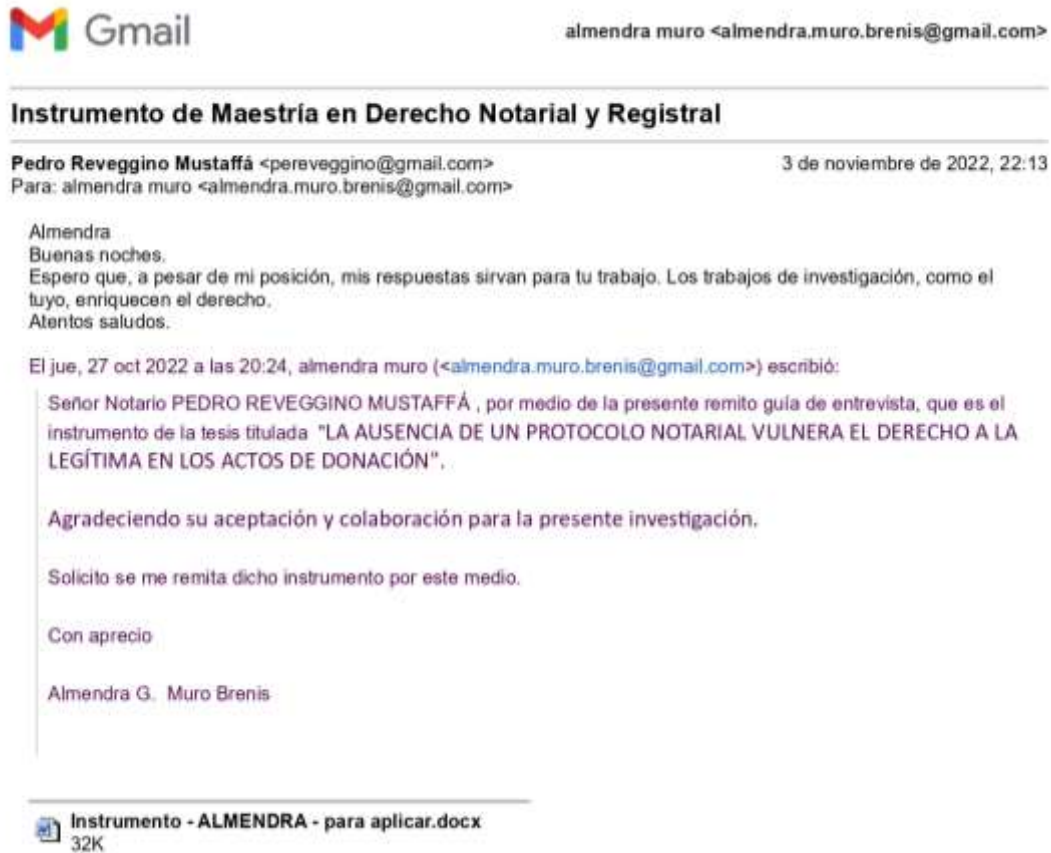 Gmail
almendra muro <almendra.muro.brenis@gmail.com>
Instrumento de Maestría en Derecho Notarial y Registral
Pedro Reveggino Mustaffá <pereveggino@gmail.com>
3 de noviembre de 2022, 22:13
Para: almendra muro <almendra.muro.brenis@gmail.com>
Almendra
Buenas noches.
Espero que, a pesar de mi posición, mis respuestas sirvan para tu trabajo. Los trabajos de investigación, como el
tuyo, enriquecen el derecho.
Atentos saludos.
El jue, 27 oct 2022 a las 20:24, almendra muro (<almendra.muro.brenis@gmail.com>) escribió:
Señor Notario PEDRO REVEGGINO MUSTAFFÁ , por medio de la presente remito guía de entrevista, que es el
instrumento de la tesis titulada "LA AUSENCIA DE UN PROTOCOLO NOTARIAL VULNERA EL DERECHO A LA
LEGÍTIMA EN LOS ACTOS DE DONACIÓN".
Agradeciendo su aceptación y colaboración para la presente investigación.
Solicito se me remita dicho instrumento por este medio.
Con aprecio
Almendra G. Muro Brenis
Instrumento - ALMENDRA - para aplicar.docx
32K